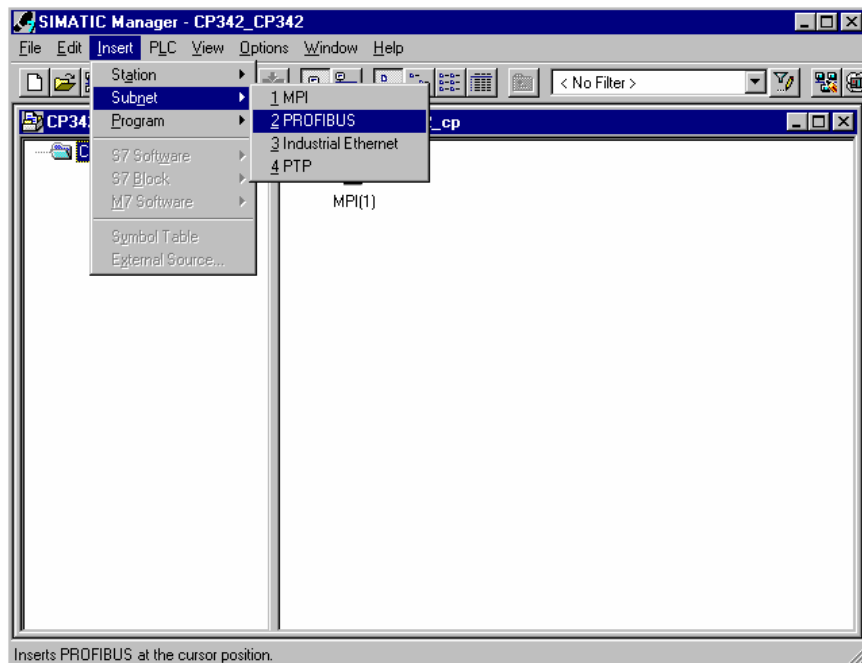 SIMATIC Manager - CP342_CP342
File Edit Insert PLC View Options Window Help
< No Filter >
Station
Subnet
Program
S7 Software
S7 Block
M7 Software
Symbol Table
External Source...
1 MPI
2 PROFIBUS
3 Industrial Ethernet
4 PTP
CP34
_cp
C
MPI(1)
Inserts PROFIBUS at the cursor position.